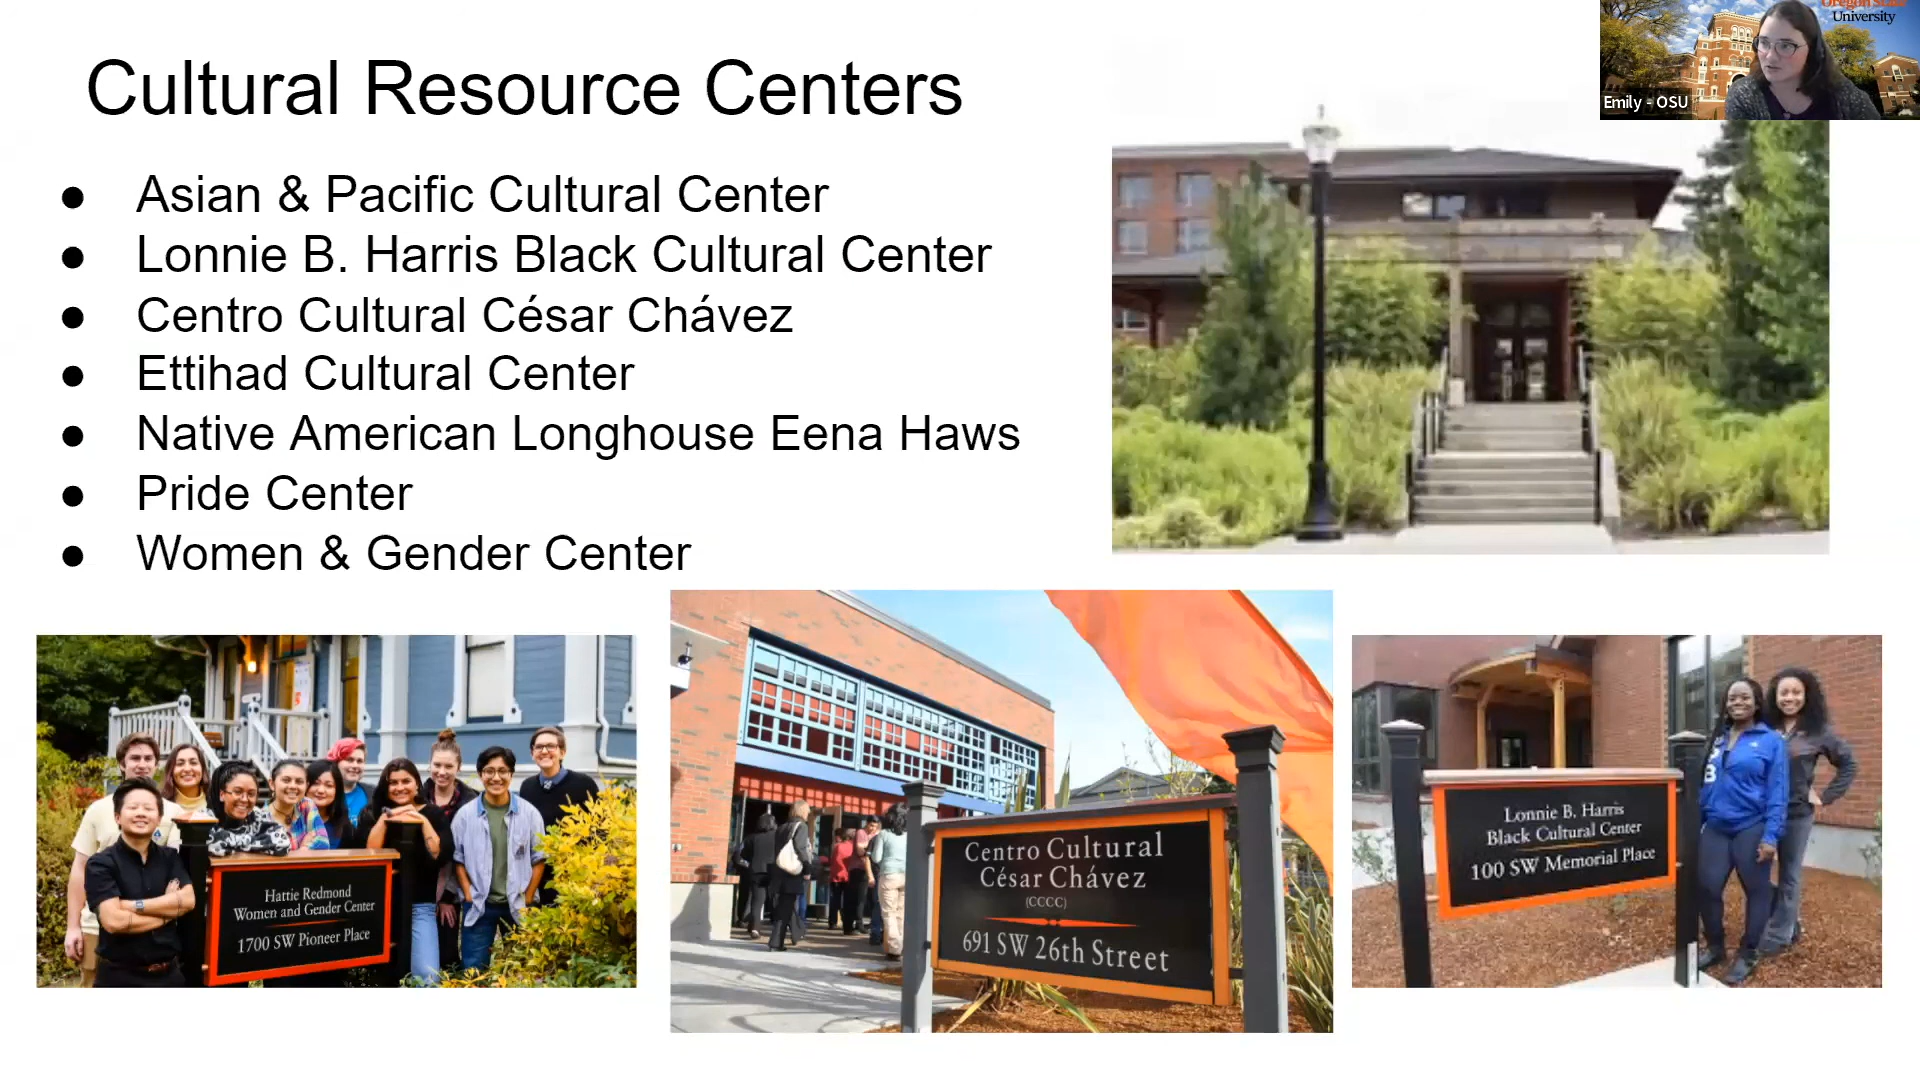 Cultural Resource Centers
Oregon State
University
Emily - OSU
● Asian & Pacific Cultural Center
● Lonnie B. Harris Black Cultural Center
● Centro Cultural César Chávez
● Ettihad Cultural Center
● Native American Longhouse Eena Haws
● Pride Center
● Women & Gender Center
Hattie Redmond
Women and Gender Center
1700 SW Pioneer Place
Centro Cultural
César Chávez
(CCCC)
691 SW 26th Street
Lonnie B. Harris
Black Cultural Center
100 SW Memorial Place